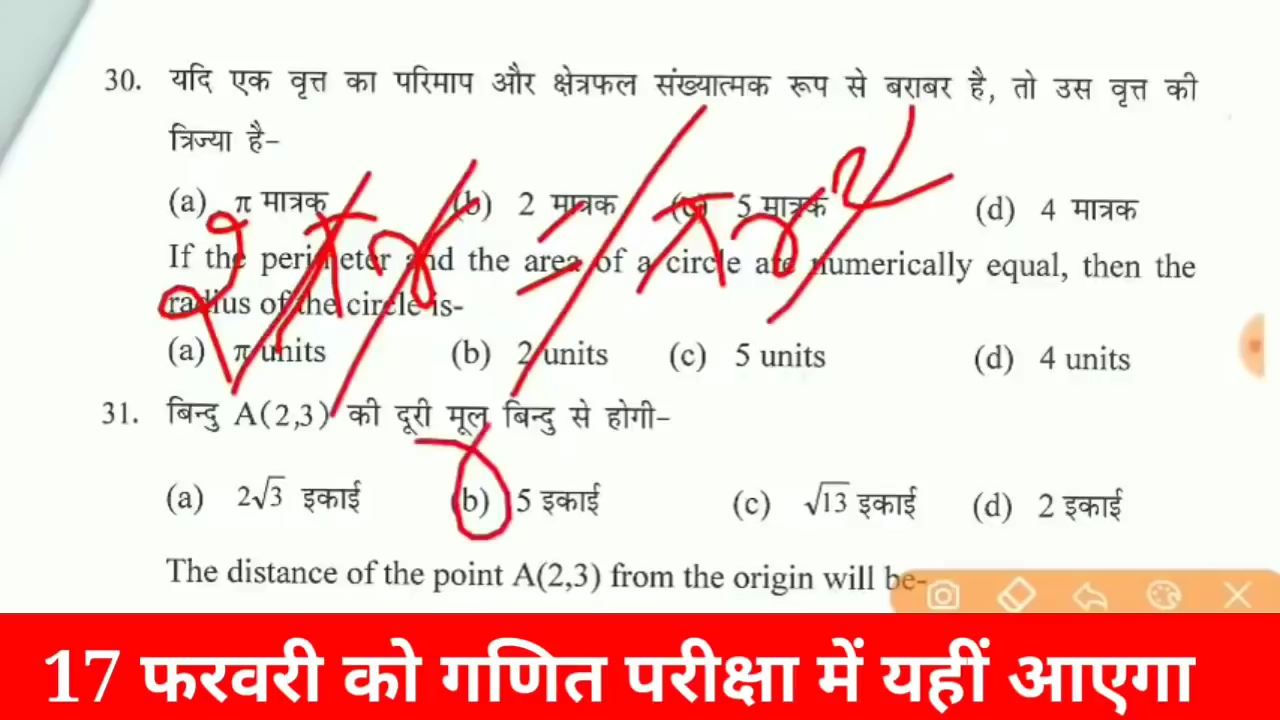 30. यदि एक वृत्त का परिमाप और क्षेत्रफल संख्यात्मक रूप से बराबर है, तो उस वृत्त की
त्रिज्या है–
(a) π मात्रक (b) 2 मात्रक (c) 5 मात्रक (d) 4 मात्रक
2πr = πr²
If the perimeter and the area of a circle are numerically equal, then the
radius of the circle is-
(a) π units (b) 2 units (c) 5 units (d) 4 units
31. बिन्दु A(2,3) की दूरी मूल बिन्दु से होगी–
(a) 2√3 इकाई (b) 5 इकाई (c) √13 इकाई (d) 2 इकाई
The distance of the point A(2,3) from the origin will be-
17 फरवरी को गणित परीक्षा में यहीं आएगा